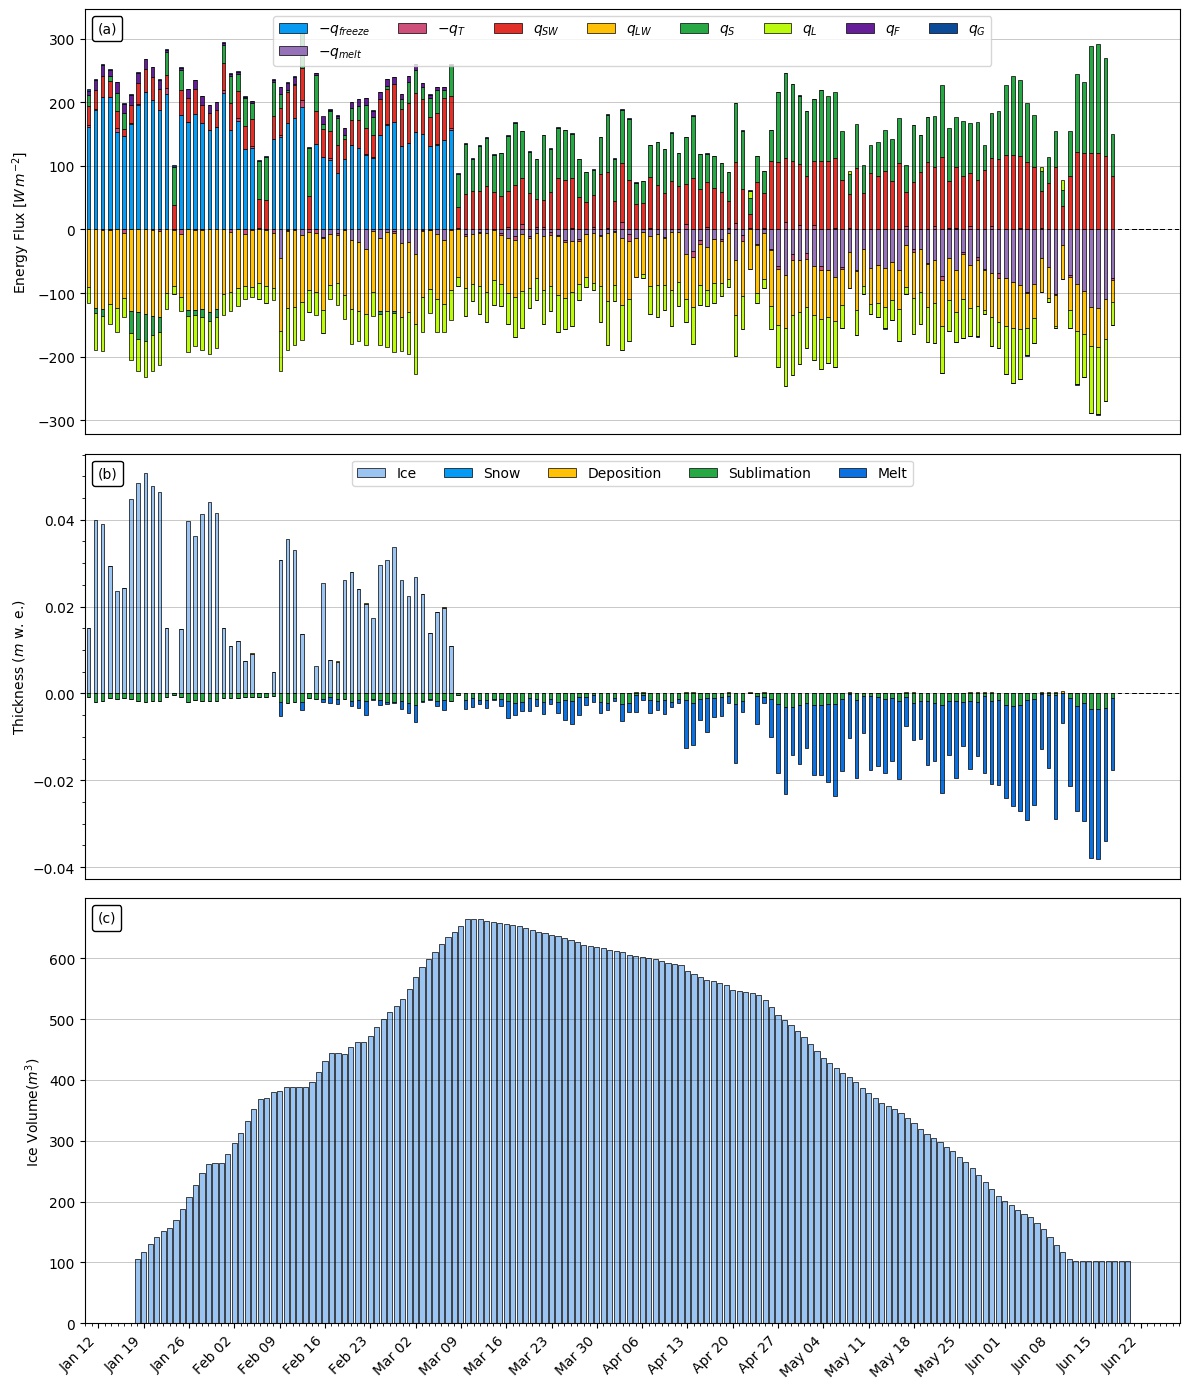 (a)
−q_freeze −q_T q_SW q_LW q_S q_L q_F q_G
−q_melt
Energy Flux [W m⁻²]
300
200
100
0
−100
−200
−300
(b)
Ice Snow Deposition Sublimation Melt
Thickness (m w. e.)
0.04
0.02
0.00
−0.02
−0.04
(c)
Ice Volume(m³)
600
500
400
300
200
100
0
Jan 12 Jan 19 Jan 26 Feb 02 Feb 09 Feb 16 Feb 23 Mar 02 Mar 09 Mar 16 Mar 23 Mar 30 Apr 06 Apr 13 Apr 20 Apr 27 May 04 May 11 May 18 May 25 Jun 01 Jun 08 Jun 15 Jun 22